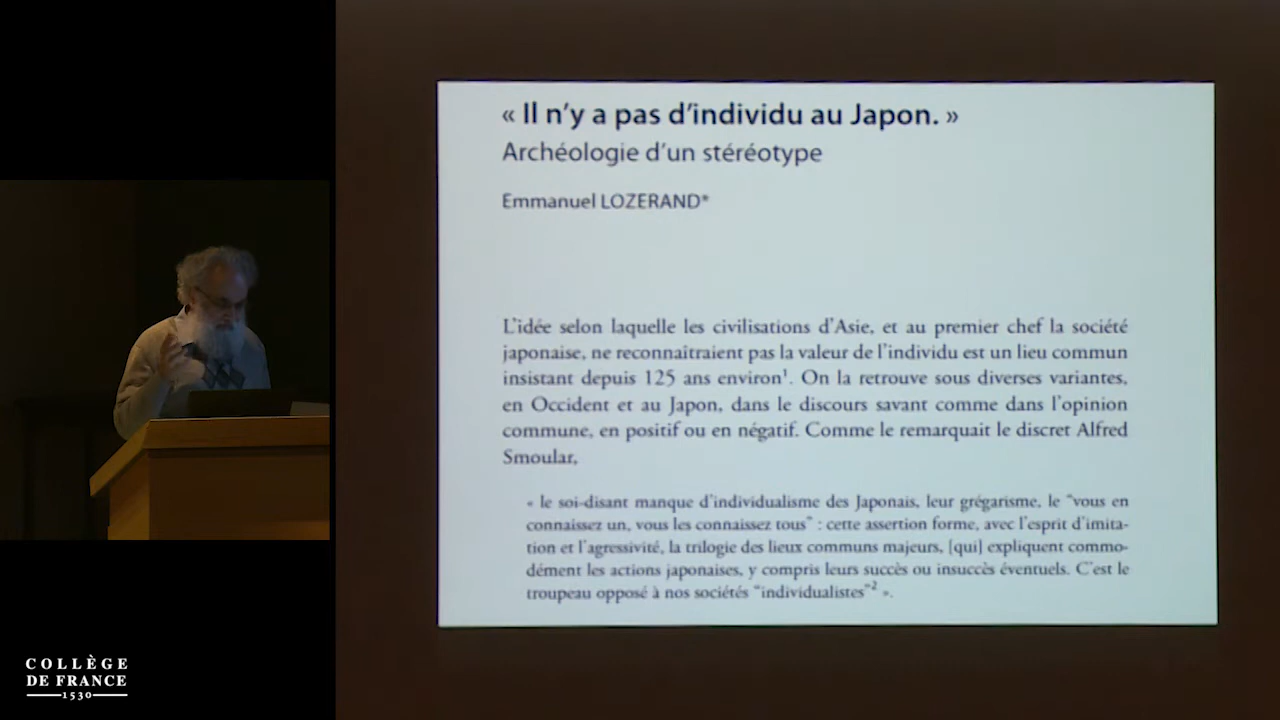 « Il n’y a pas d’individu au Japon. »
Archéologie d’un stéréotype
Emmanuel LOZERAND*
L’idée selon laquelle les civilisations d’Asie, et au premier chef la société
japonaise, ne reconnaîtraient pas la valeur de l’individu est un lieu commun
insistant depuis 125 ans environ¹. On la retrouve sous diverses variantes,
en Occident et au Japon, dans le discours savant comme dans l’opinion
commune, en positif ou en négatif. Comme le remarquait le discret Alfred
Smoular,
« le soi-disant manque d’individualisme des Japonais, leur grégarisme, le “vous en
connaissez un, vous les connaissez tous” : cette assertion forme, avec l’esprit d’imita-
tion et l’agressivité, la trilogie des lieux communs majeurs, [qui] expliquent commo-
dément les actions japonaises, y compris leurs succès ou insuccès éventuels. C’est le
troupeau opposé à nos sociétés “individualistes”² ».
COLLÈGE
DE FRANCE
1530